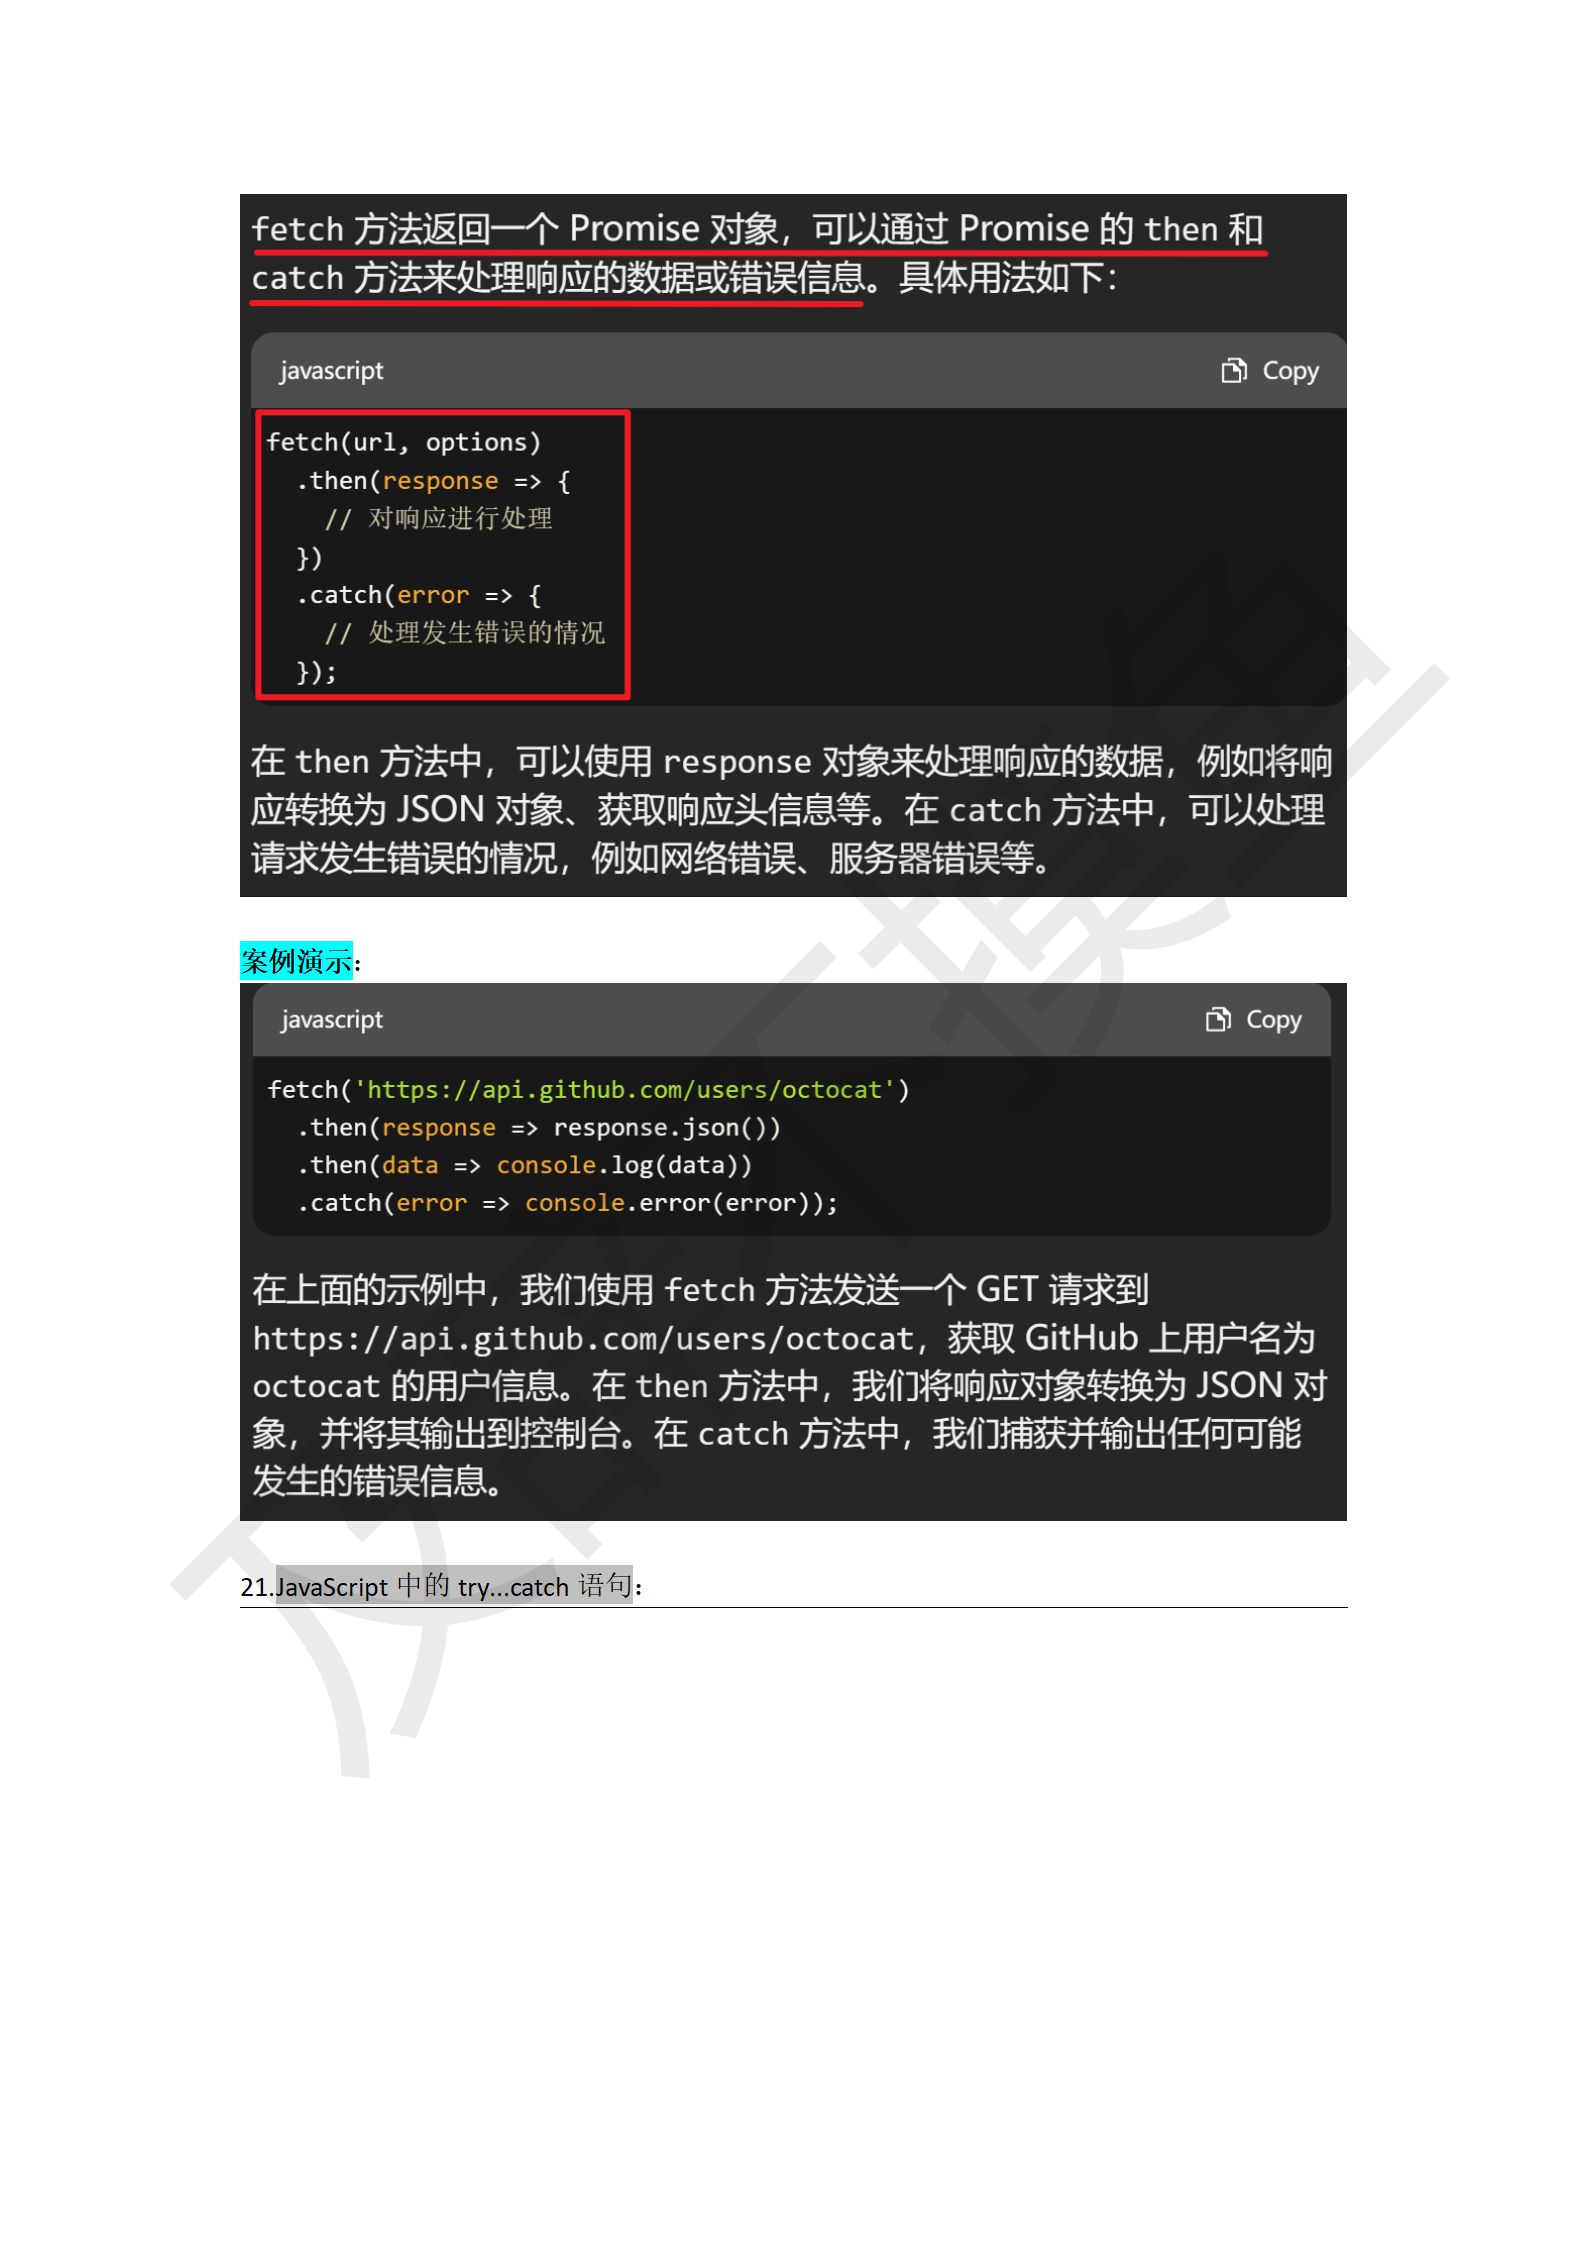 fetch 方法返回一个 Promise 对象，可以通过 Promise 的 then 和
catch 方法来处理响应的数据或错误信息。具体用法如下：
javascript
Copy
fetch(url, options)
  .then(response => {
    // 对响应进行处理
  })
  .catch(error => {
    // 处理发生错误的情况
  });
在 then 方法中，可以使用 response 对象来处理响应的数据，例如将响
应转换为 JSON 对象、获取响应头信息等。在 catch 方法中，可以处理
请求发生错误的情况，例如网络错误、服务器错误等。
案例演示：
javascript
Copy
fetch('https://api.github.com/users/octocat')
  .then(response => response.json())
  .then(data => console.log(data))
  .catch(error => console.error(error));
在上面的示例中，我们使用 fetch 方法发送一个 GET 请求到
https://api.github.com/users/octocat，获取 GitHub 上用户名为
octocat 的用户信息。在 then 方法中，我们将响应对象转换为 JSON 对
象，并将其输出到控制台。在 catch 方法中，我们捕获并输出任何可能
发生的错误信息。
21.JavaScript 中的 try...catch 语句：